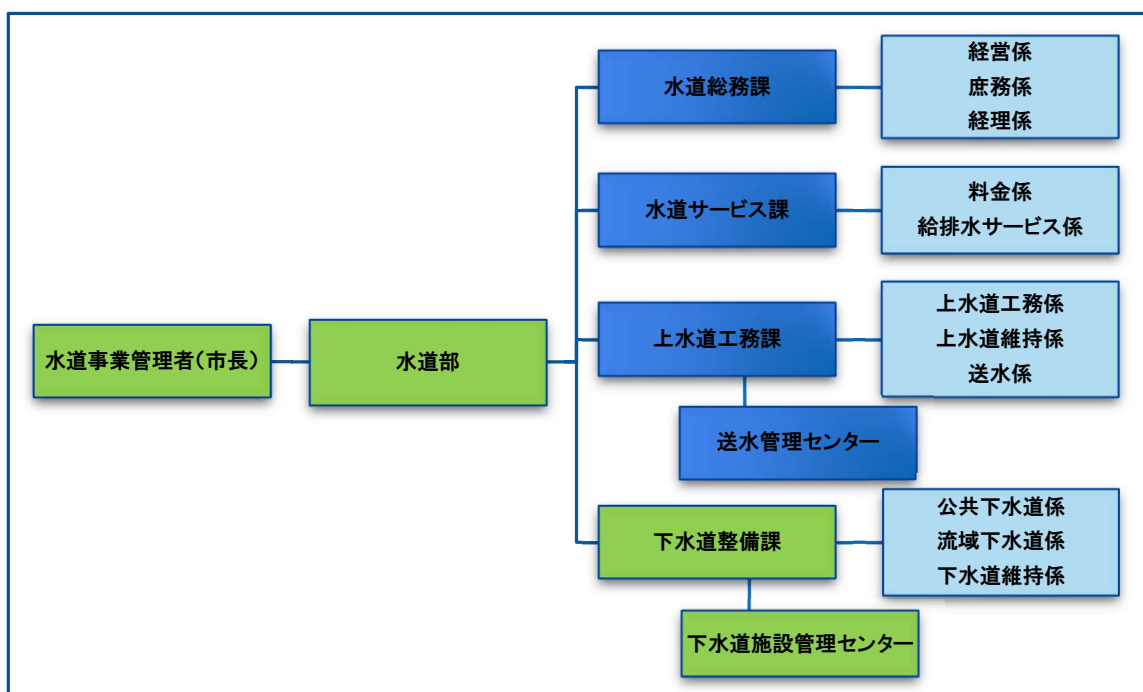 水道事業管理者(市長)
水道部
水道総務課
経営係
庶務係
経理係
水道サービス課
料金係
給排水サービス係
上水道工務課
上水道工務係
上水道維持係
送水係
送水管理センター
下水道整備課
公共下水道係
流域下水道係
下水道維持係
下水道施設管理センター